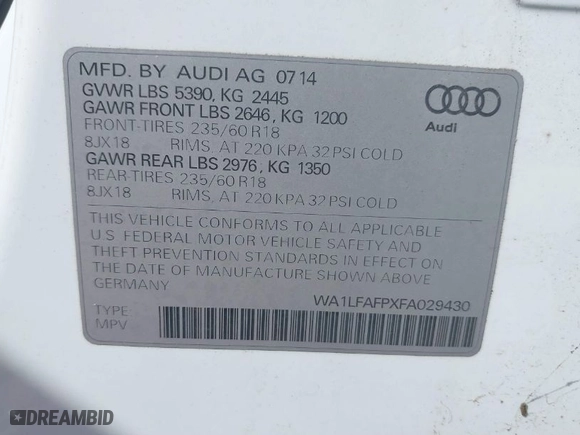 MFD. BY AUDI AG 07 14
GVWR LBS 5390, KG 2445
GAWR FRONT LBS 2646, KG 1200
FRONT-TIRES 235/60 R18
8JX18 RIMS, AT 220 KPA 32 PSI COLD
GAWR REAR LBS 2976, KG 1350
REAR-TIRES 235/60 R18
8JX18 RIMS, AT 220 KPA 32 PSI COLD
Audi
THIS VEHICLE CONFORMS TO ALL APPLICABLE
U.S. FEDERAL MOTOR VEHICLE SAFETY AND
THEFT PREVENTION STANDARDS IN EFFECT ON
THE DATE OF MANUFACTURE SHOWN ABOVE
GERMANY
WA1LFAFPXFA029430
TYPE:
MPV
DREAMBID